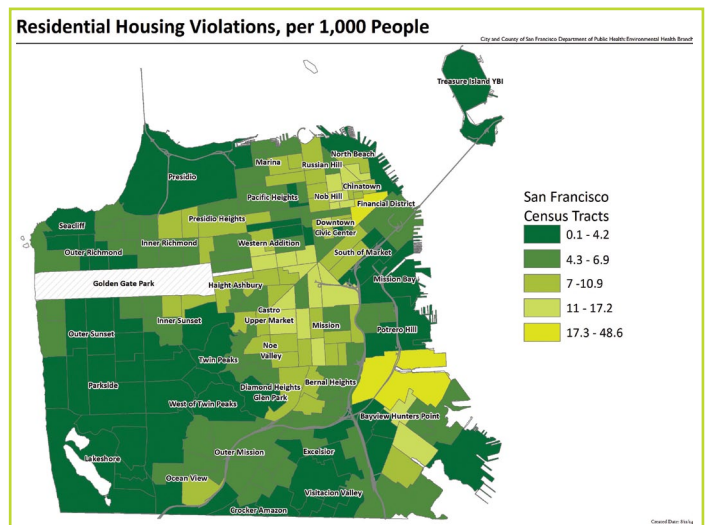 Residential Housing Violations, per 1,000 People
City and County of San Francisco Department of Public Health: Environmental Health Branch
Treasure Island YBI
North Beach
Marina
Russian Hill
Presidio
Chinatown
Pacific Heights
Nob Hill
Financial District
Presidio Heights
Downtown
Civic Center
Seacliff
Inner Richmond
Western Addition
Outer Richmond
South of Market
Golden Gate Park
Haight Ashbury
Mission Bay
Castro
Upper Market
Inner Sunset
Mission
Outer Sunset
Potrero Hill
Noe
Valley
Twin Peaks
Parkside
Diamond Heights
Bernal Heights
Glen Park
West of Twin Peaks
Bayview Hunters Point
Lakeshore
Outer Mission
Excelsior
Ocean View
Visitacion Valley
Crocker Amazon
San Francisco
Census Tracts
0.1 - 4.2
4.3 - 6.9
7 -10.9
11 - 17.2
17.3 - 48.6